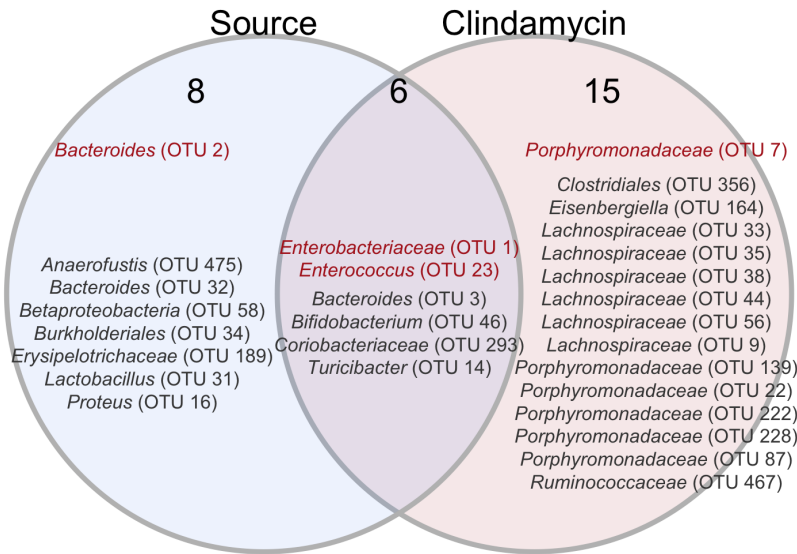 Source
Clindamycin
8
6
15
Bacteroides (OTU 2)
Anaerofustis (OTU 475)
Bacteroides (OTU 32)
Betaproteobacteria (OTU 58)
Burkholderiales (OTU 34)
Erysipelotrichaceae (OTU 189)
Lactobacillus (OTU 31)
Proteus (OTU 16)
Enterobacteriaceae (OTU 1)
Enterococcus (OTU 23)
Bacteroides (OTU 3)
Bifidobacterium (OTU 46)
Coriobacteriaceae (OTU 293)
Turicibacter (OTU 14)
Porphyromonadaceae (OTU 7)
Clostridiales (OTU 356)
Eisenbergiella (OTU 164)
Lachnospiraceae (OTU 33)
Lachnospiraceae (OTU 35)
Lachnospiraceae (OTU 38)
Lachnospiraceae (OTU 44)
Lachnospiraceae (OTU 56)
Lachnospiraceae (OTU 9)
Porphyromonadaceae (OTU 139)
Porphyromonadaceae (OTU 22)
Porphyromonadaceae (OTU 222)
Porphyromonadaceae (OTU 228)
Porphyromonadaceae (OTU 87)
Ruminococcaceae (OTU 467)